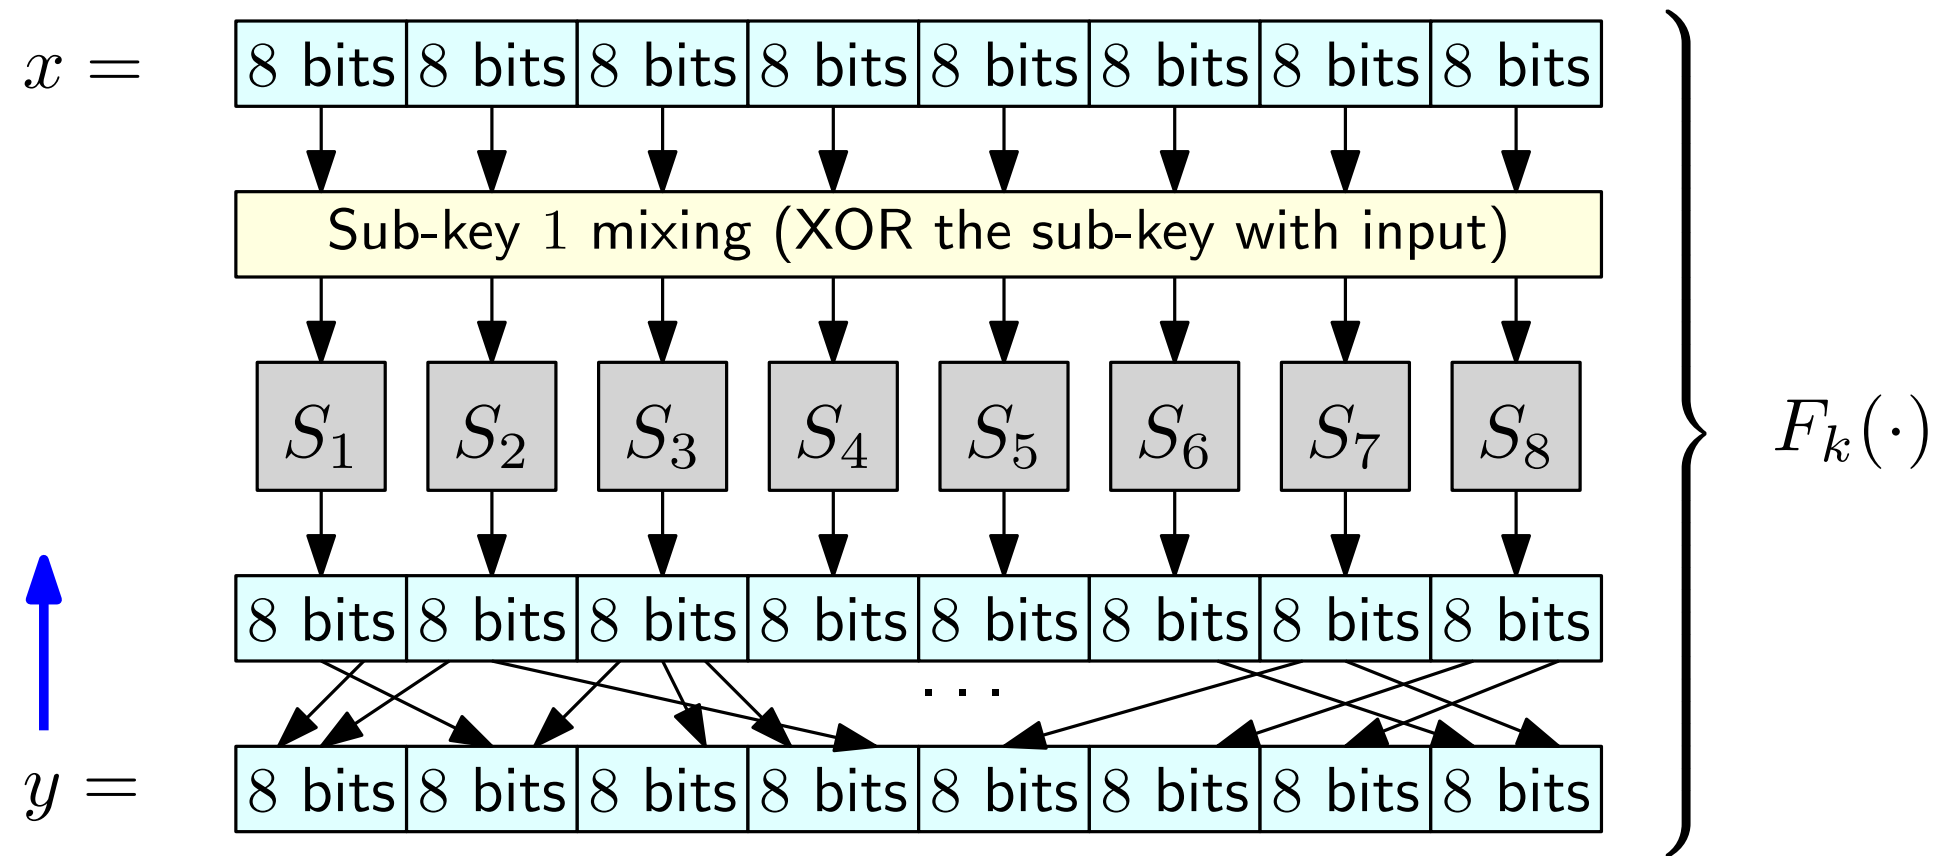 x = 8 bits 8 bits 8 bits 8 bits 8 bits 8 bits 8 bits 8 bits
Sub-key 1 mixing (XOR the sub-key with input)
S₁ S₂ S₃ S₄ S₅ S₆ S₇ S₈
Fₖ(·)
8 bits 8 bits 8 bits 8 bits 8 bits 8 bits 8 bits 8 bits
...
y = 8 bits 8 bits 8 bits 8 bits 8 bits 8 bits 8 bits 8 bits